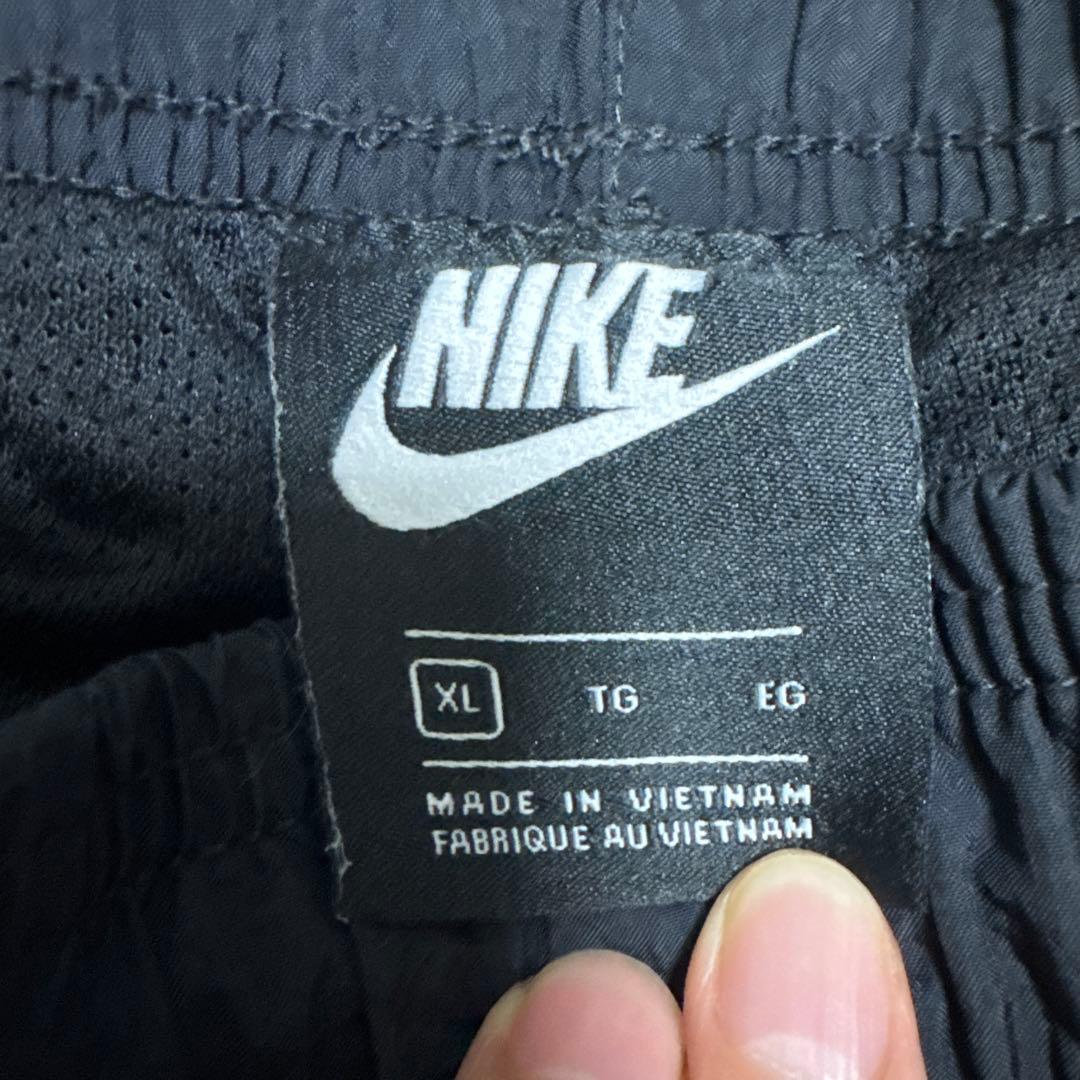 NIKE
XL TG EG
MADE IN VIETNAM
FABRIQUE AU VIETNAM